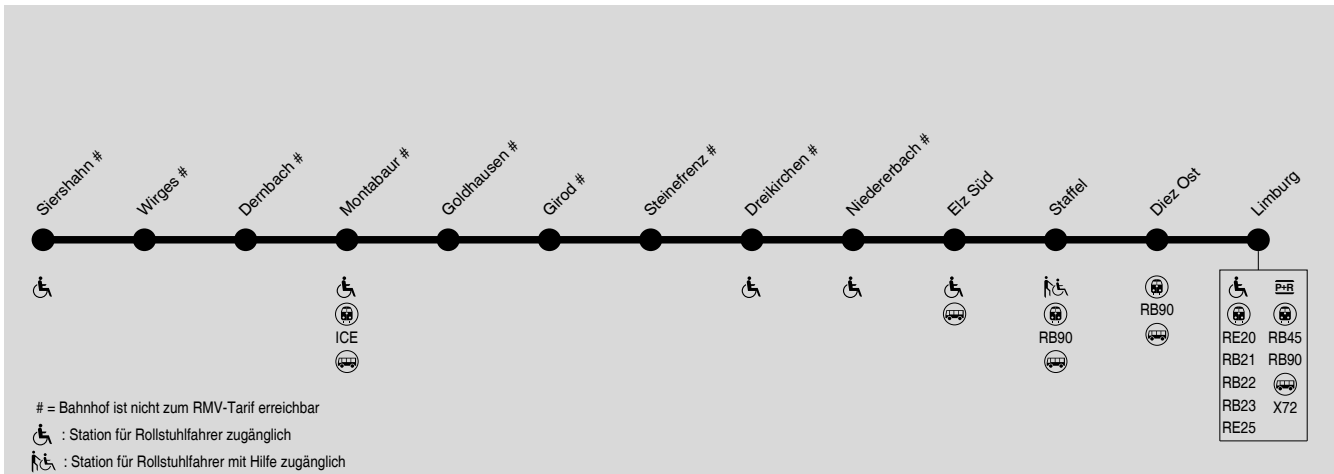 Siershahn #
Wirges #
Dernbach #
Montabaur #
Goldhausen #
Girod #
Steinefrenz #
Dreikirchen #
Niedererbach #
Elz Süd
Staffel
Diez Ost
Limburg
ICE
RB90
RB90
P+R
RE20 RB45
RB21 RB90
RB22
RB23 X72
RE25
# = Bahnhof ist nicht zum RMV-Tarif erreichbar
: Station für Rollstuhlfahrer zugänglich
: Station für Rollstuhlfahrer mit Hilfe zugänglich